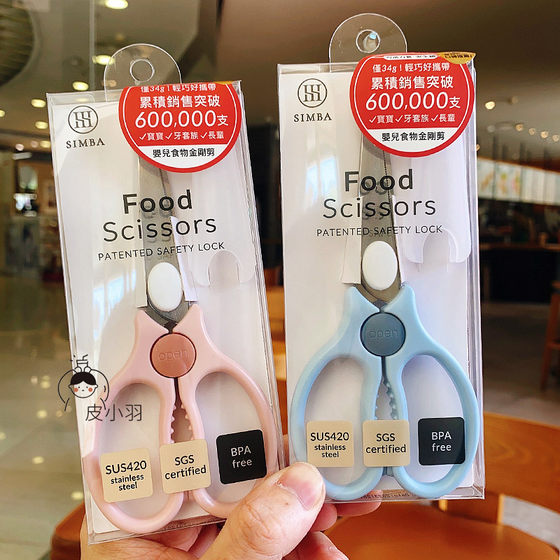 僅34g!輕巧好攜帶
累積銷售突破
600,000支
✓寶寶✓牙套族✓長輩
嬰兒食物金剛剪
SIMBA
Food
Scissors
PATENTED SAFETY LOCK
open
SUS420
stainless
steel
SGS
certified
BPA
free
皮小羽
僅34g!輕巧好攜帶
累積銷售突破
600,000支
✓寶寶✓牙套族✓長輩
嬰兒食物金剛剪
SIMBA
Food
Scissors
PATENTED SAFETY LOCK
open
SUS420
stainless
steel
SGS
certified
BPA
free